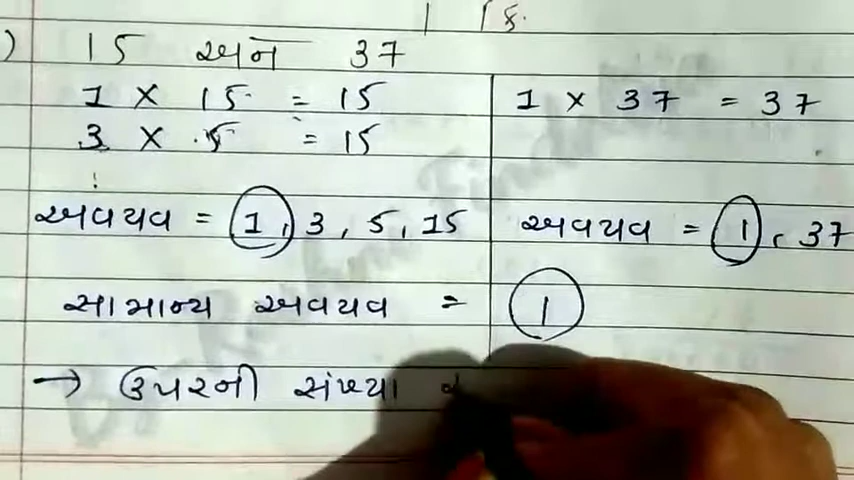 ) 15 અને 37
1 × 15 = 15 1 × 37 = 37
3 × 5 = 15
અવયવ = 1, 3, 5, 15 અવયવ = 1, 37
સામાન્ય અવયવ = 1
→ ઉપરની સંખ્યા